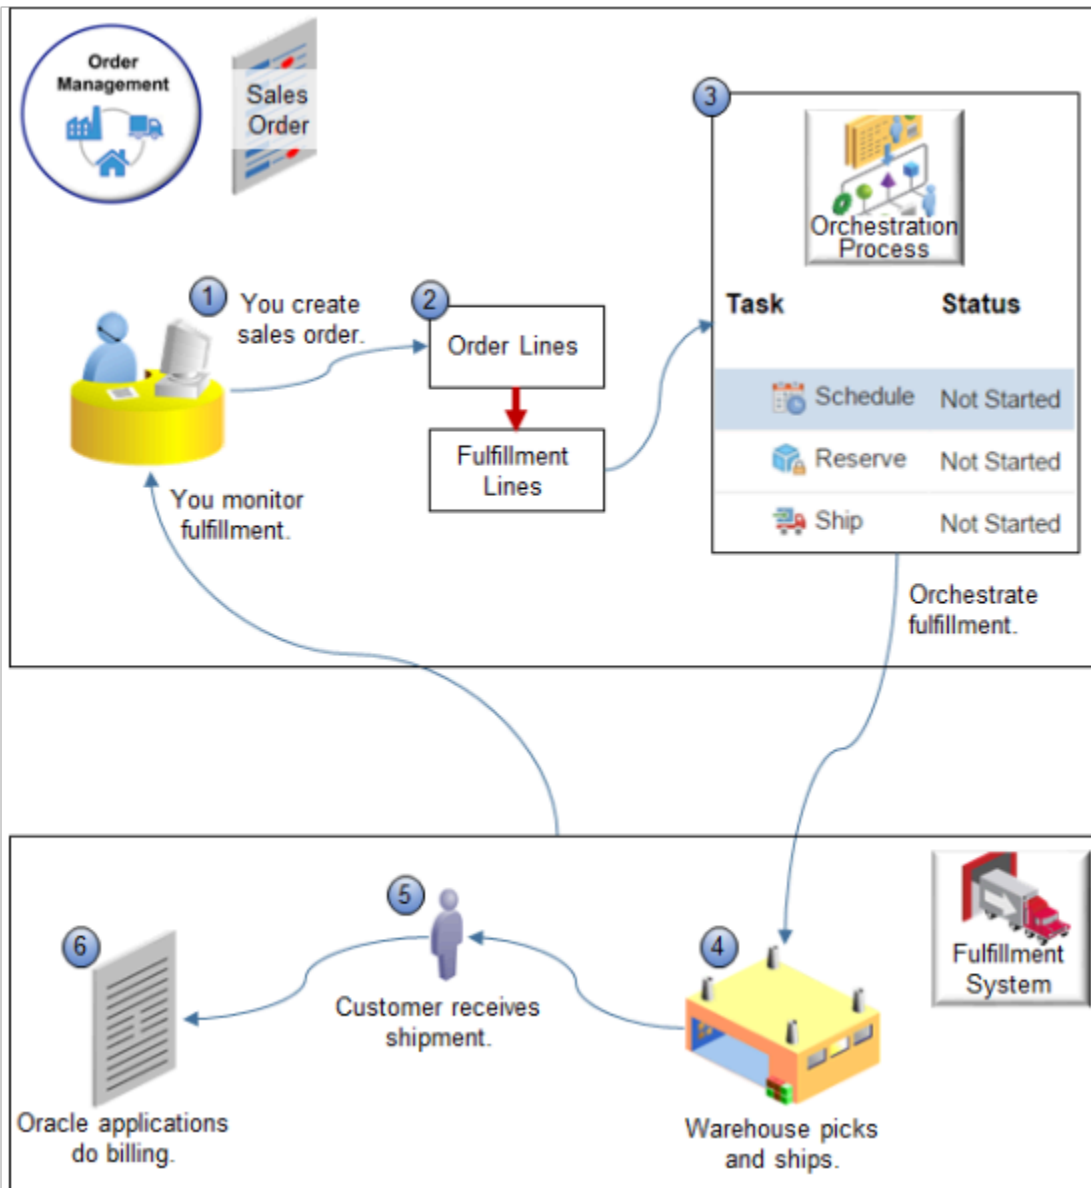 Order
Management
Sales
Order
1
You create
sales order.
2
Order Lines
Fulfillment
Lines
3
Orchestration
Process
Task Status
Schedule Not Started
Reserve Not Started
Ship Not Started
You monitor
fulfillment.
Orchestrate
fulfillment.
Fulfillment
System
4
Warehouse picks
and ships.
5
Customer receives
shipment.
6
Oracle applications
do billing.